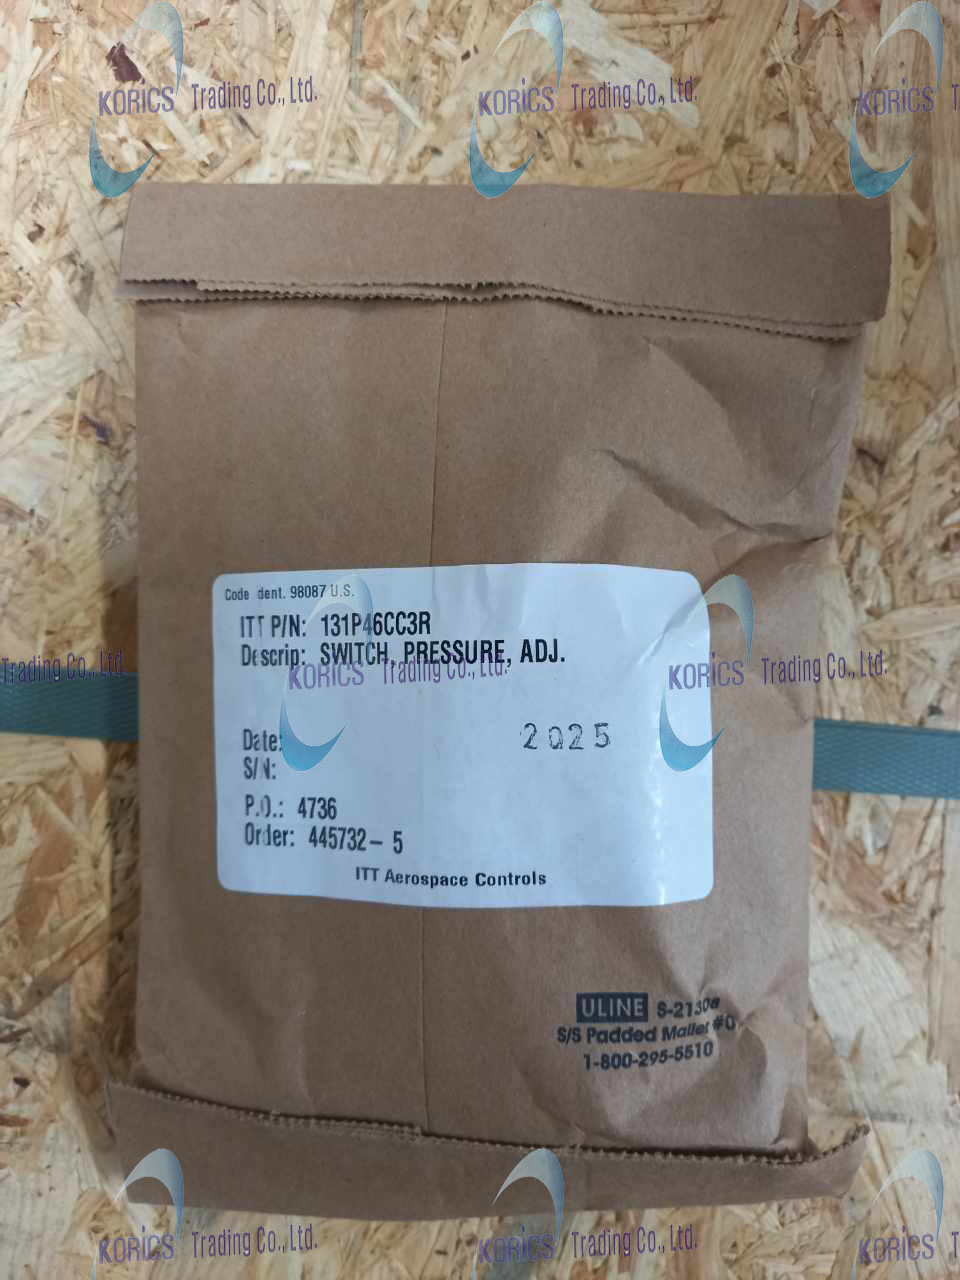 KORICS Trading Co., Ltd.
KORICS Trading Co., Ltd.
KORICS
Code dent. 98087 U.S.
ITT P/N: 131P46CC3R
Descrip: SWITCH, PRESSURE, ADJ.
Trading Co., Ltd.
KORICS Trading Co., Ltd.
KORICS Trading Co., Ltd.
Date: 2025
S/N:
P.O.: 4736
Order: 445732- 5
ITT Aerospace Controls
ULINE
S/S Padded Mailer #0
1-800-295-5510
KORICS Trading Co., Ltd.
KORICS Trading Co., Ltd.
KORICS